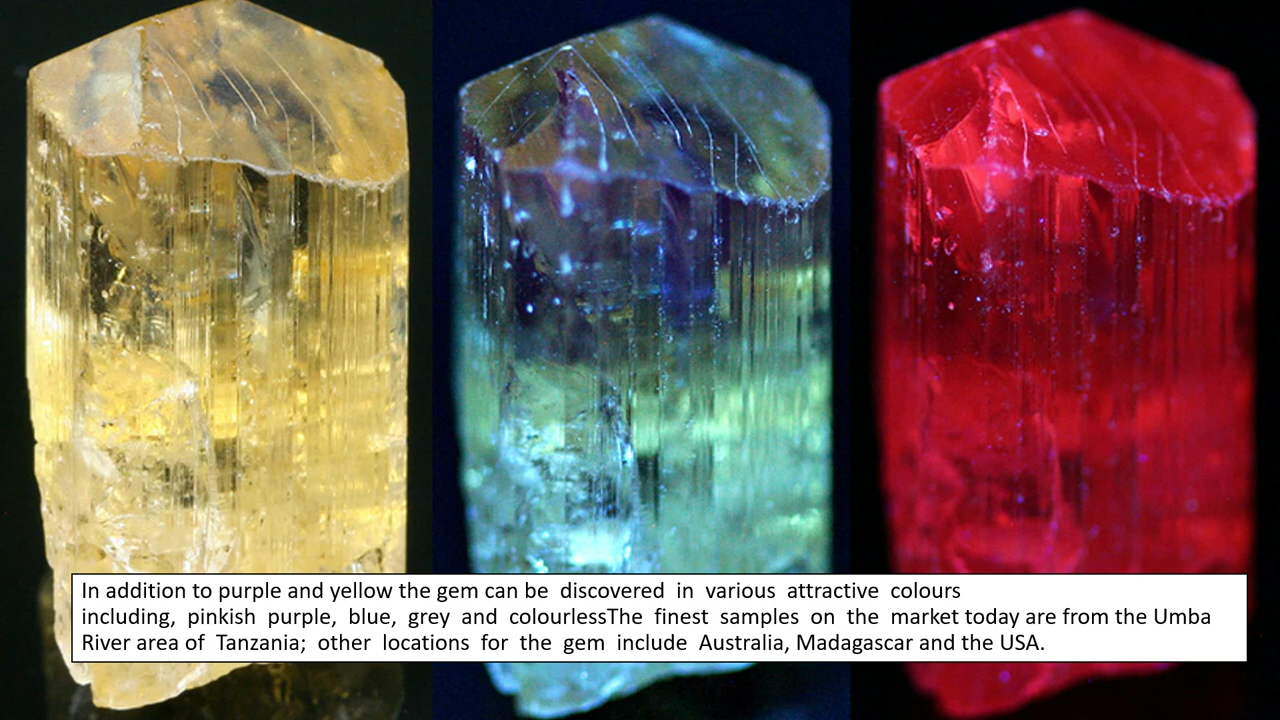 In addition to purple and yellow the gem can be discovered in various attractive colours
including, pinkish purple, blue, grey and colourlessThe finest samples on the market today are from the Umba
River area of Tanzania; other locations for the gem include Australia, Madagascar and the USA.